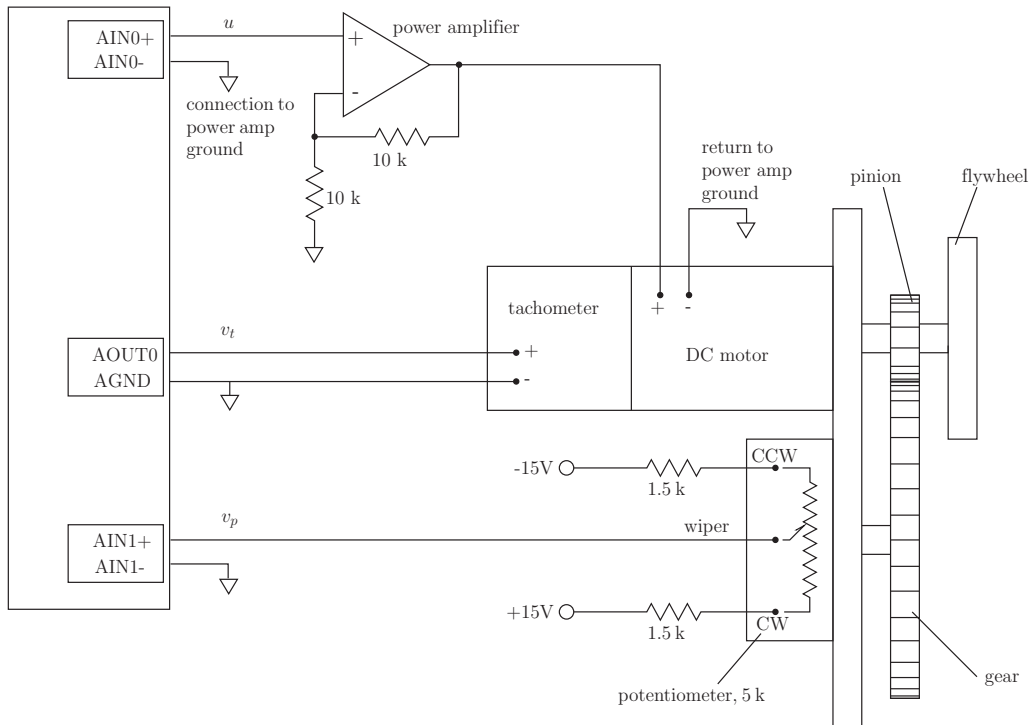 AIN0+
AIN0-
u
power amplifier
+
-
connection to
power amp
ground
10 k
10 k
return to
power amp
ground
pinion
flywheel
tachometer
+
-
DC motor
+
-
AOUT0
AGND
v_t
-15V
1.5 k
CCW
wiper
AIN1+
AIN1-
v_p
+15V
1.5 k
CW
potentiometer, 5 k
gear